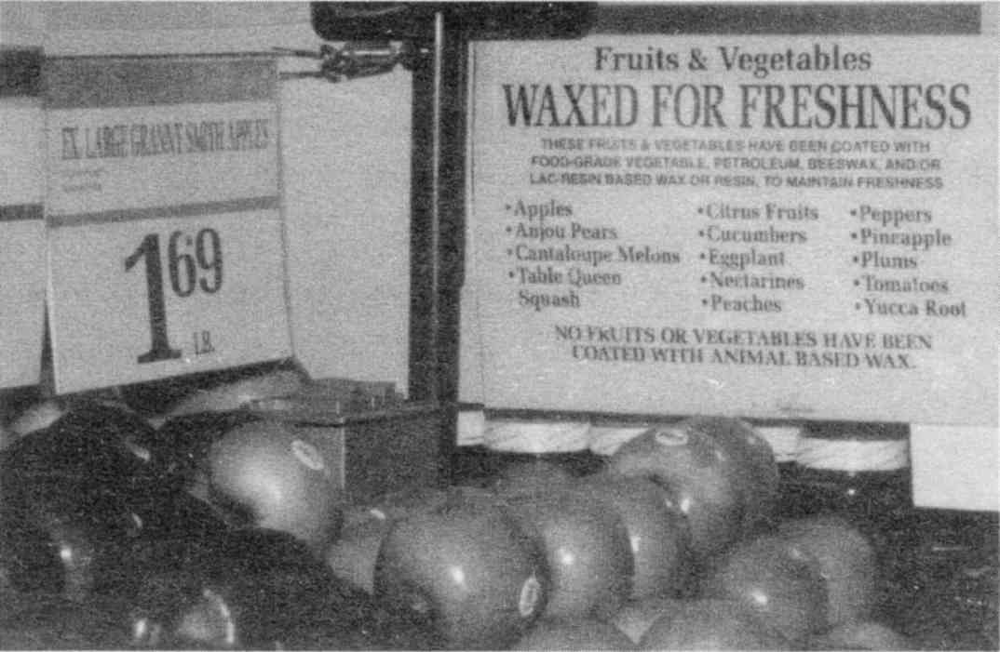 EX. LARGE GRANNY SMITH APPLES
1 69
LB.
Fruits & Vegetables
WAXED FOR FRESHNESS
THESE FRUITS & VEGETABLES HAVE BEEN COATED WITH
FOOD-GRADE VEGETABLE, PETROLEUM, BEESWAX, AND/OR
LAC-RESIN BASED WAX OR RESIN, TO MAINTAIN FRESHNESS
•Apples
•Anjou Pears
•Cantaloupe Melons
•Table Queen
Squash
•Citrus Fruits
•Cucumbers
•Eggplant
•Nectarines
•Peaches
•Peppers
•Pineapple
•Plums
•Tomatoes
•Yucca Root
NO FRUITS OR VEGETABLES HAVE BEEN
COATED WITH ANIMAL BASED WAX.